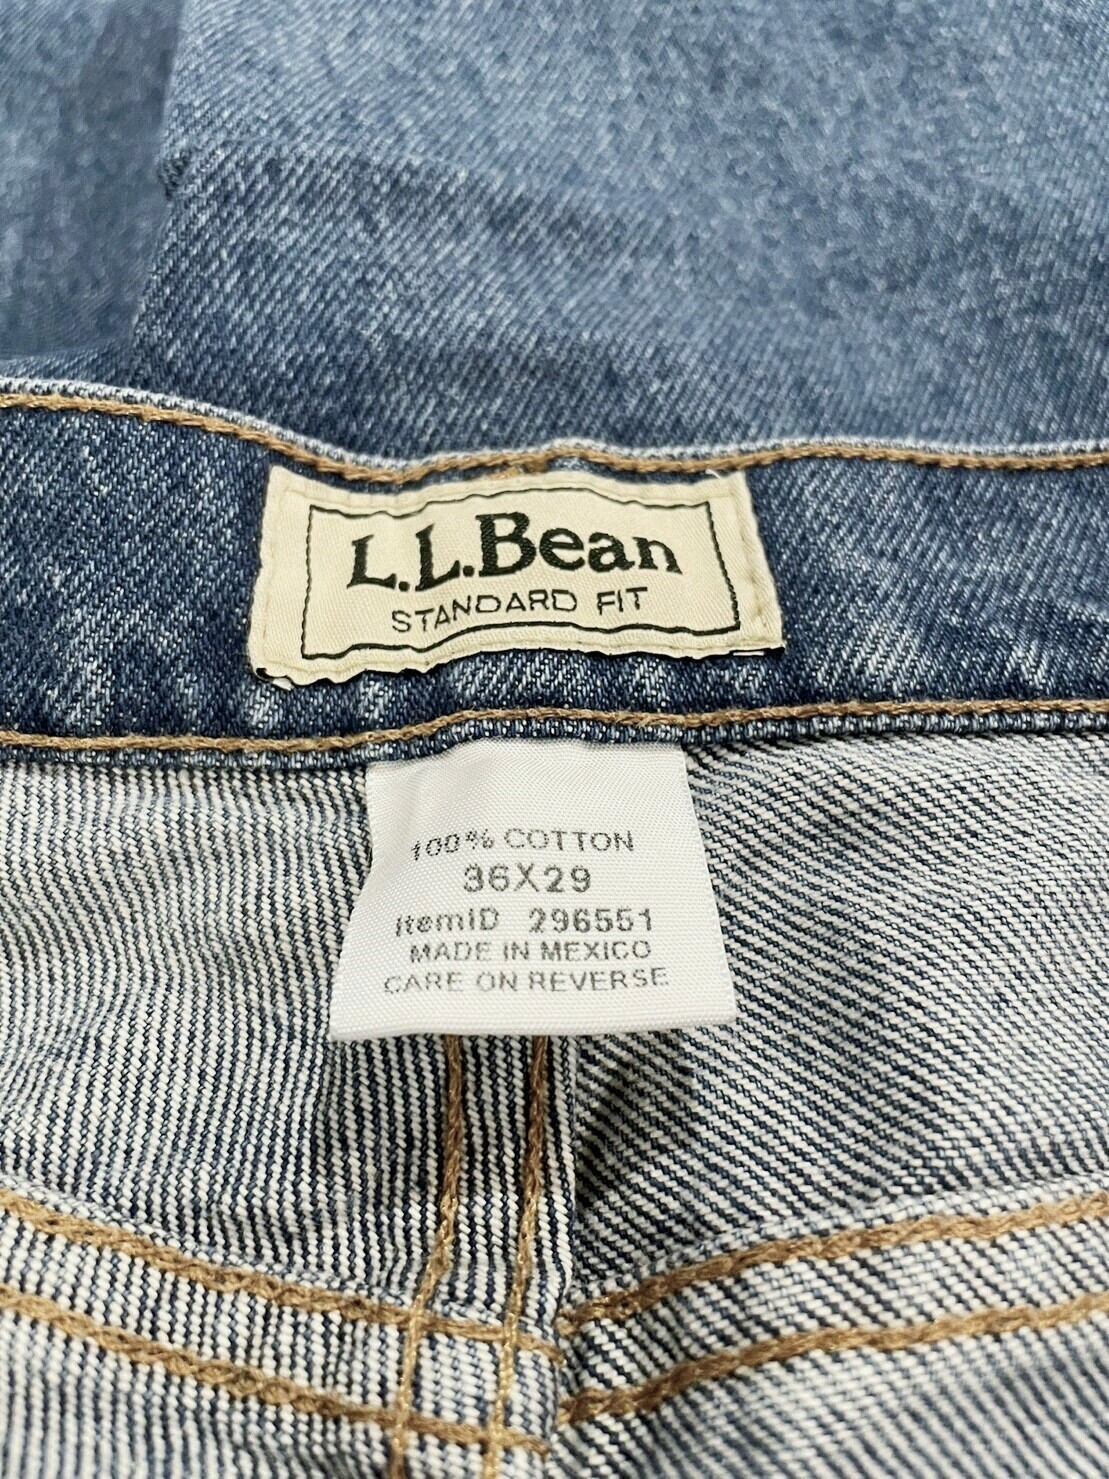 L.L.Bean
STANDARD FIT
100% COTTON
36X29
ItemID 296551
MADE IN MEXICO
CARE ON REVERSE